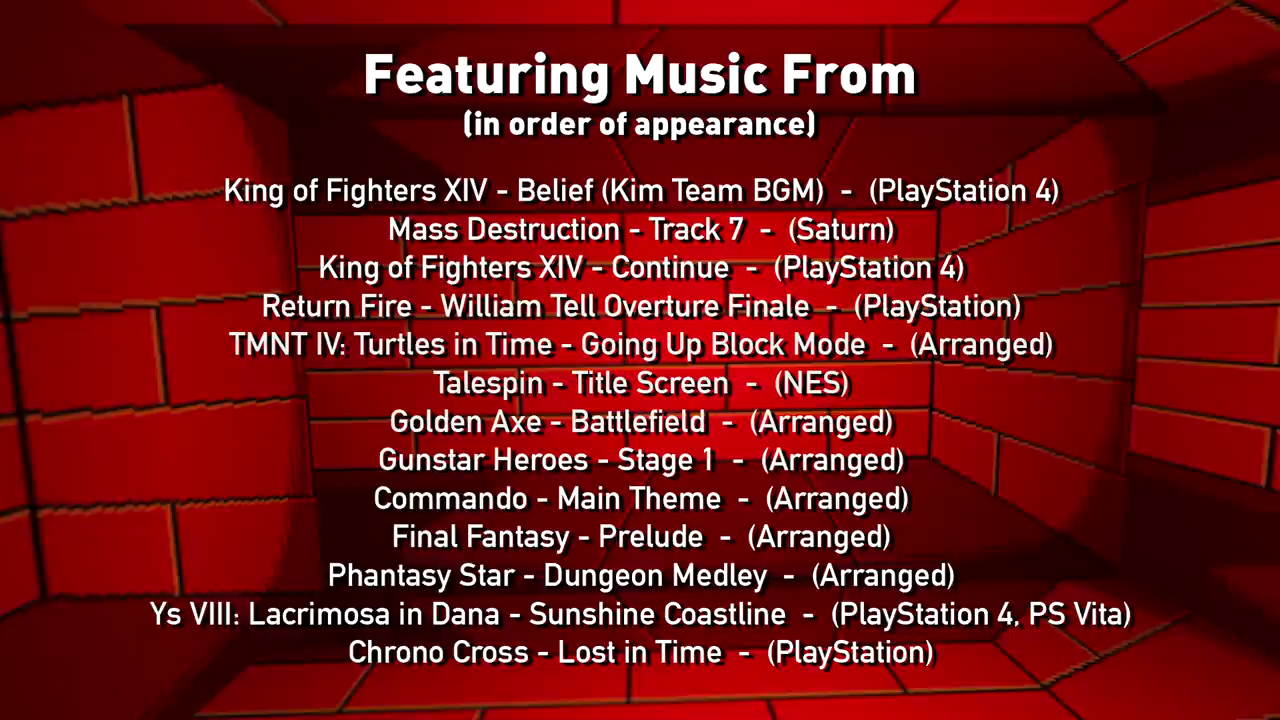 Featuring Music From
(in order of appearance)
King of Fighters XIV - Belief (Kim Team BGM) - (PlayStation 4)
Mass Destruction - Track 7 - (Saturn)
King of Fighters XIV - Continue - (PlayStation 4)
Return Fire - William Tell Overture Finale - (PlayStation)
TMNT IV: Turtles in Time - Going Up Block Mode - (Arranged)
Talespin - Title Screen - (NES)
Golden Axe - Battlefield - (Arranged)
Gunstar Heroes - Stage 1 - (Arranged)
Commando - Main Theme - (Arranged)
Final Fantasy - Prelude - (Arranged)
Phantasy Star - Dungeon Medley - (Arranged)
Ys VIII: Lacrimosa in Dana - Sunshine Coastline - (PlayStation 4, PS Vita)
Chrono Cross - Lost in Time - (PlayStation)